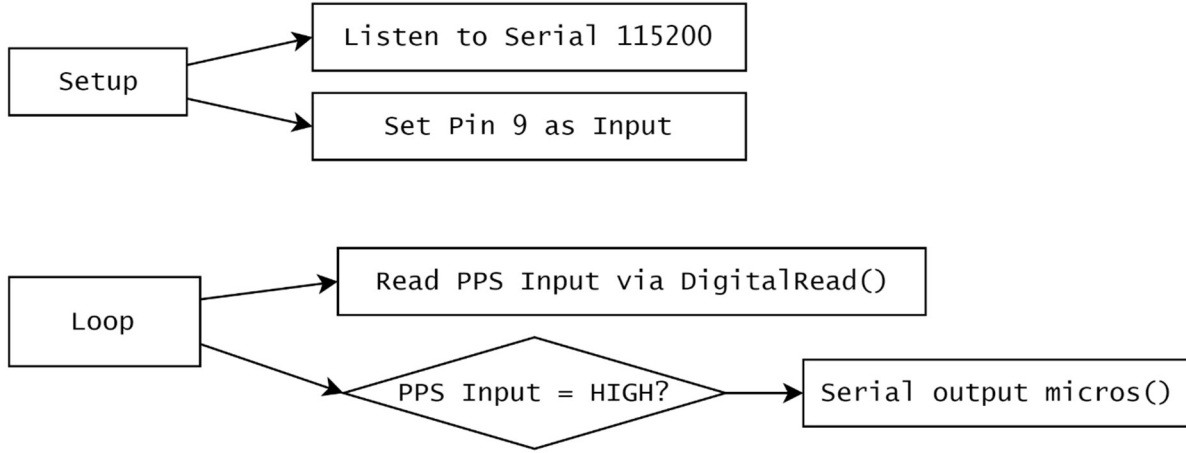 Listen to Serial 115200
Setup
Set Pin 9 as Input
Read PPS Input via DigitalRead()
Loop
PPS Input = HIGH?
Serial output micros()